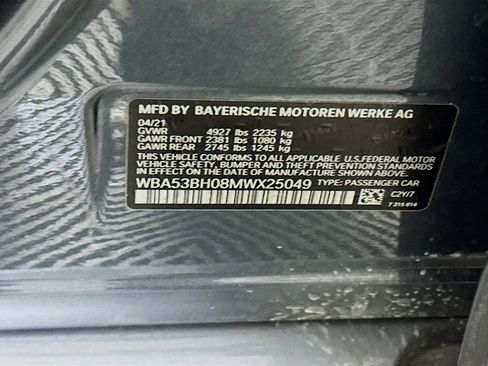 MFD BY BAYERISCHE MOTOREN WERKE AG
04/21
GVWR 4927 lbs 2235 kg
GAWR FRONT 2381 lbs 1080 kg
GAWR REAR 2745 lbs 1245 kg
THIS VEHICLE CONFORMS TO ALL APPLICABLE U.S.FEDERAL MOTOR
VEHICLE SAFETY, BUMPER AND THEFT PREVENTION STANDARDS
IN EFFECT ON THE DATE OF MANUFACTURE SHOWN ABOVE.
WBA53BH08MWX25049 TYPE: PASSENGER CAR
C2Y/7
7 315 814